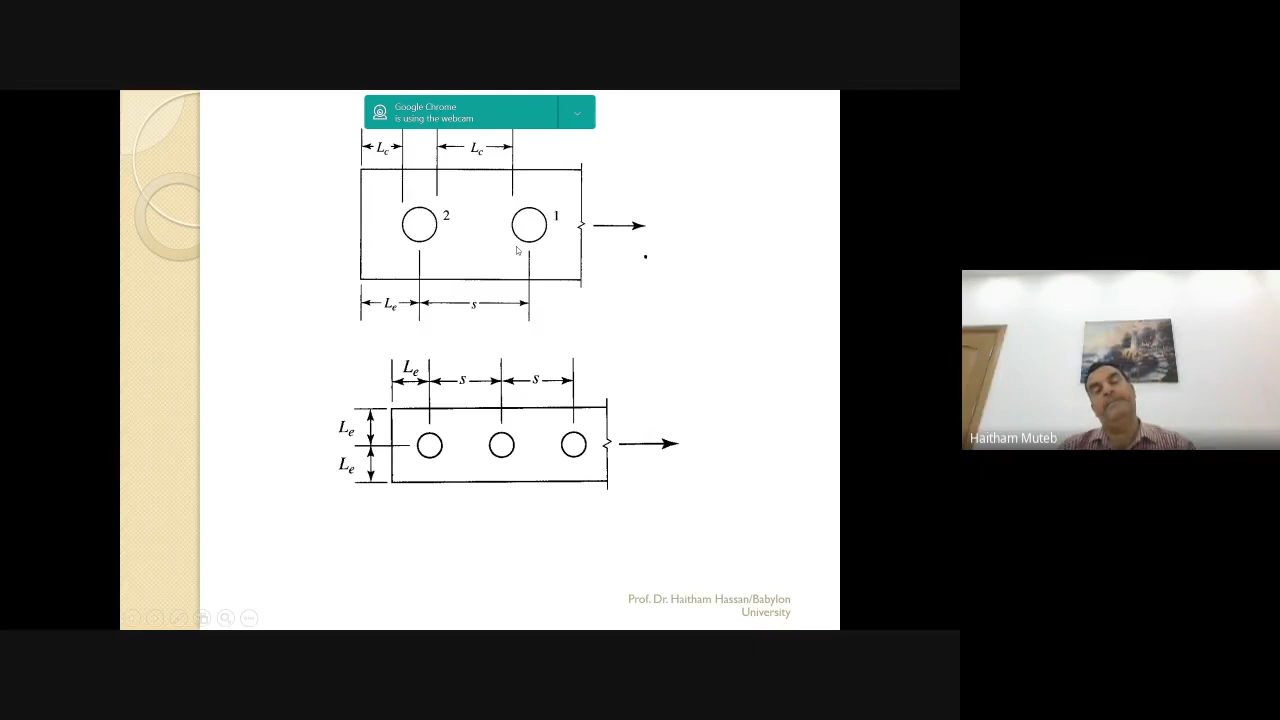 Google Chrome
is using the webcam
Lc
Lc
2
1
Le
s
Le
s
s
Le
Le
Haitham Muteb
Prof. Dr. Haitham Hassan/Babylon
University